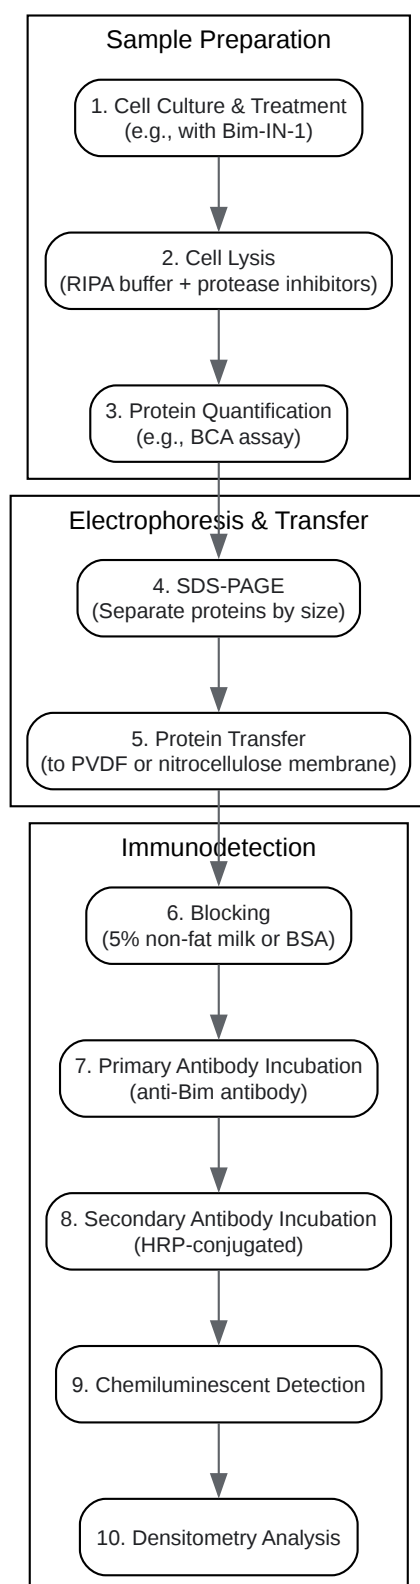 Sample Preparation
1. Cell Culture & Treatment
(e.g., with Bim-IN-1)
2. Cell Lysis
(RIPA buffer + protease inhibitors)
3. Protein Quantification
(e.g., BCA assay)
Electrophoresis & Transfer
4. SDS-PAGE
(Separate proteins by size)
5. Protein Transfer
(to PVDF or nitrocellulose membrane)
Immunodetection
6. Blocking
(5% non-fat milk or BSA)
7. Primary Antibody Incubation
(anti-Bim antibody)
8. Secondary Antibody Incubation
(HRP-conjugated)
9. Chemiluminescent Detection
10. Densitometry Analysis